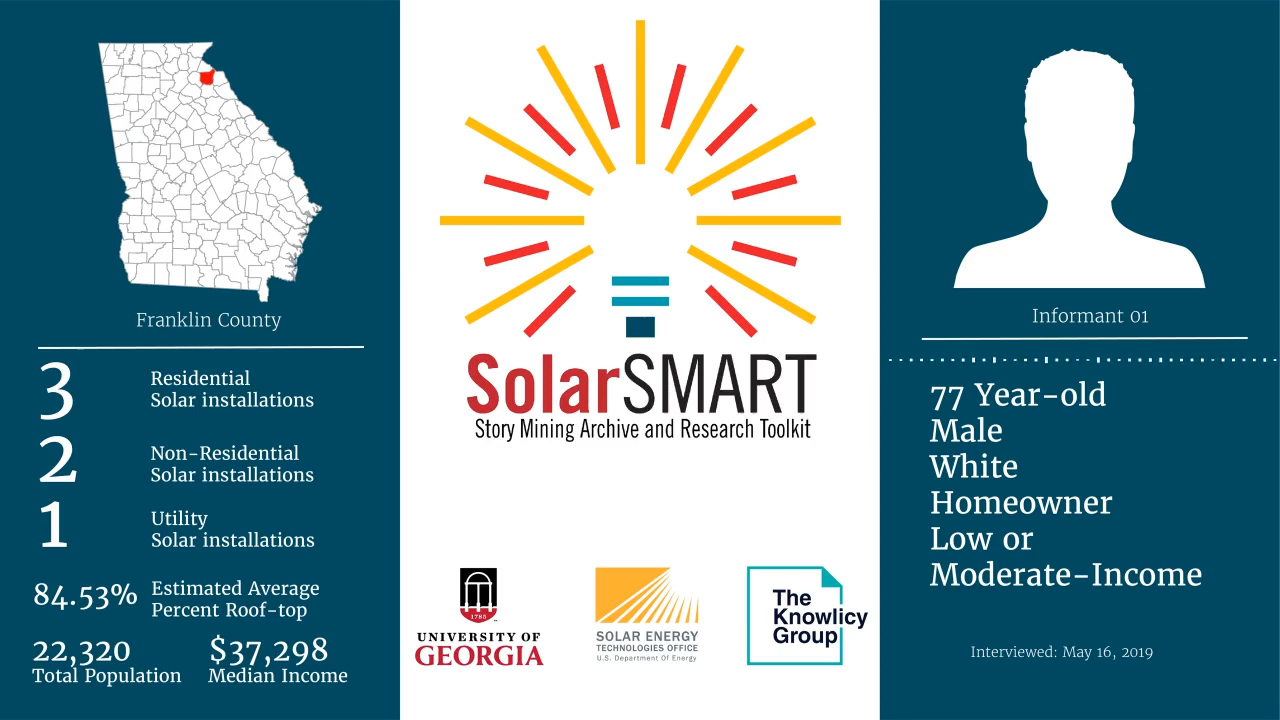 Franklin County
3
Residential
Solar installations
2
Non-Residential
Solar installations
1
Utility
Solar installations
84.53%
Estimated Average
Percent Roof-top
22,320
Total Population
$37,298
Median Income
SolarSMART
Story Mining Archive and Research Toolkit
1785
UNIVERSITY OF
GEORGIA
SOLAR ENERGY
TECHNOLOGIES OFFICE
U.S. Department Of Energy
The
Knowlicy
Group
Informant 01
77 Year-old
Male
White
Homeowner
Low or
Moderate-Income
Interviewed: May 16, 2019